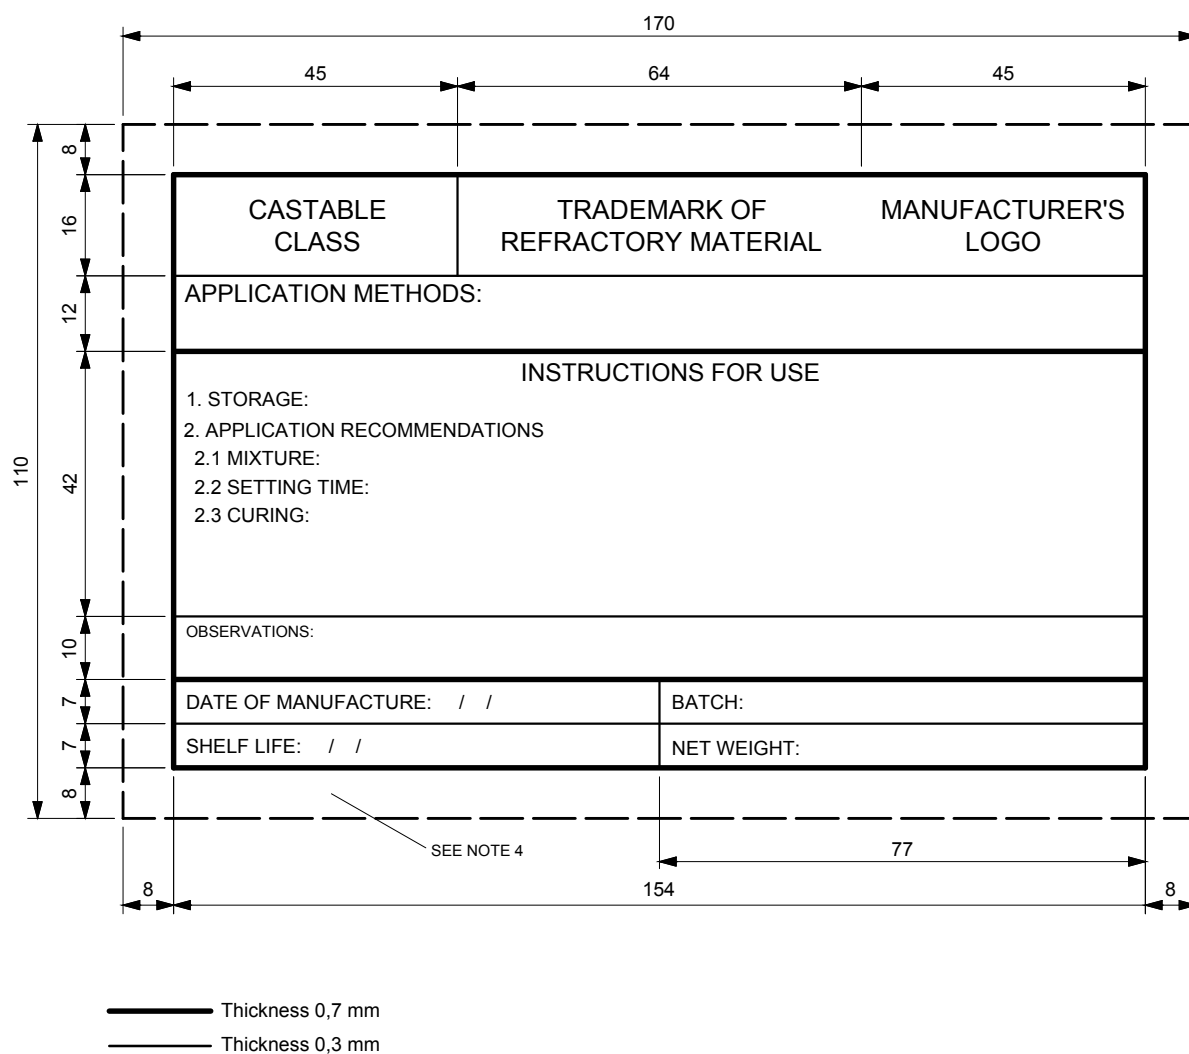 170
45 64 45
8
16
12
42
110
10
7
7
8
CASTABLE
CLASS
TRADEMARK OF
REFRACTORY MATERIAL
MANUFACTURER'S
LOGO
APPLICATION METHODS:
INSTRUCTIONS FOR USE
1. STORAGE:
2. APPLICATION RECOMMENDATIONS
2.1 MIXTURE:
2.2 SETTING TIME:
2.3 CURING:
OBSERVATIONS:
DATE OF MANUFACTURE: / /
BATCH:
SHELF LIFE: / /
NET WEIGHT:
SEE NOTE 4
77
8 154 8
Thickness 0,7 mm
Thickness 0,3 mm